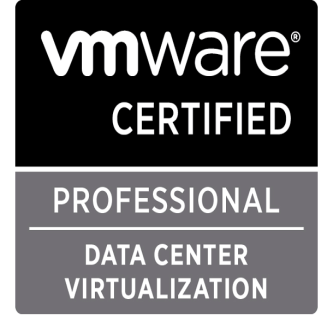 vmware®
CERTIFIED
PROFESSIONAL
DATA CENTER
VIRTUALIZATION